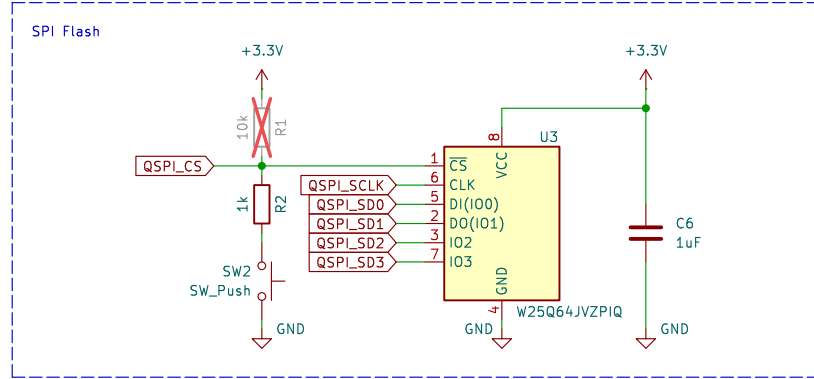 SPI Flash
+3.3V
+3.3V
10k
R1
U3
8
VCC
QSPI_CS
1
CS
QSPI_SCLK
6
CLK
1k
R2
QSPI_SD0
5
DI(IO0)
QSPI_SD1
2
DO(IO1)
C6
1uF
QSPI_SD2
3
IO2
QSPI_SD3
7
IO3
SW2
SW_Push
GND
4
W25Q64JVZPIQ
GND
GND
GND